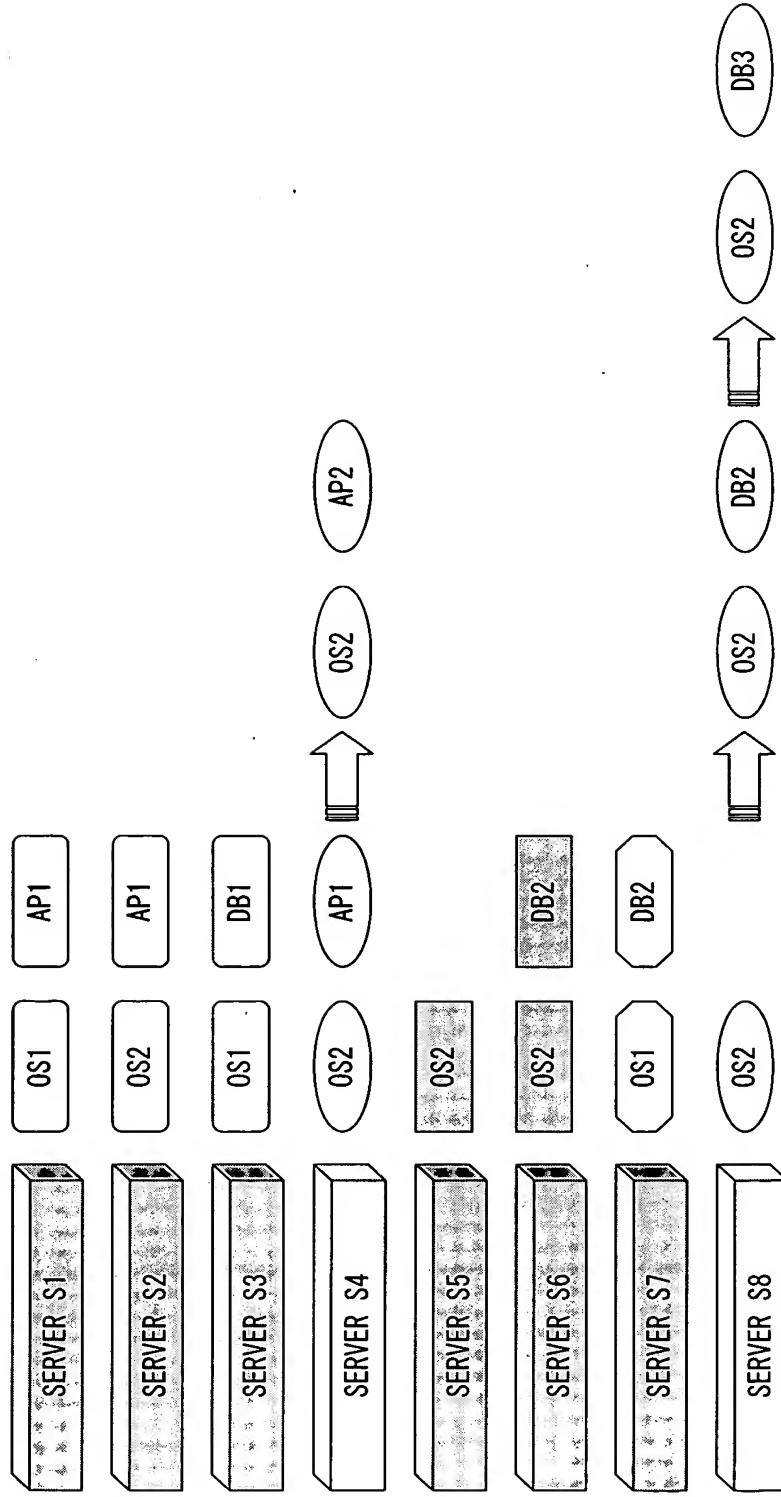 SERVER S1 OS1 AP1
SERVER S2 OS2 AP1
SERVER S3 OS1 DB1
SERVER S4 OS2 AP1 OS2 AP2
SERVER S5 OS2
SERVER S6 OS2 DB2
SERVER S7 OS1 DB2
SERVER S8 OS2 OS2 DB2 OS2 DB3